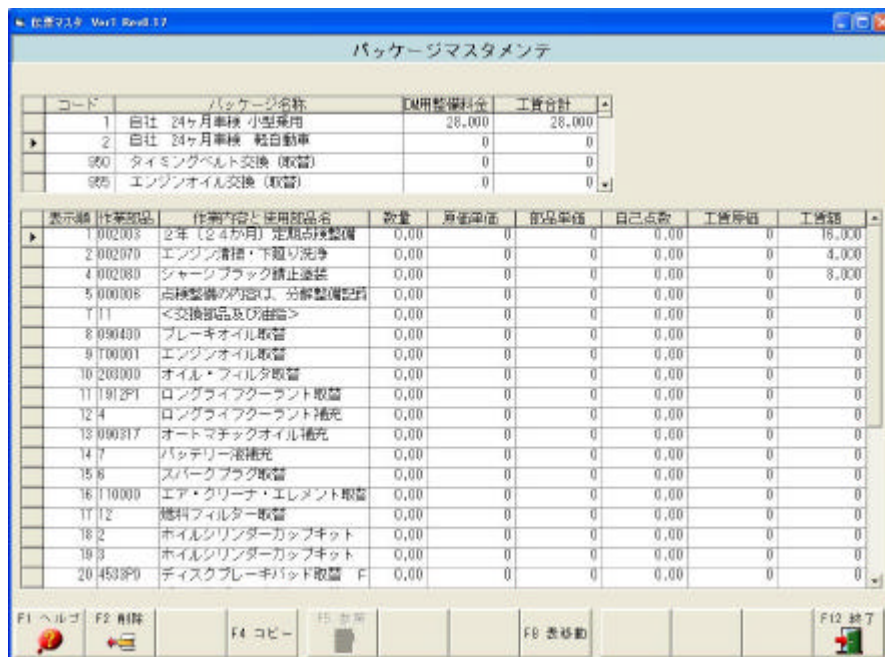 伝票マスタ Ver1 Rev0.17
パッケージマスタメンテ
コード パッケージ名称 DM用整備料金 工賃合計
1 自社 24ヶ月車検 小型乗用 28,000 28,000
2 自社 24ヶ月車検 軽自動車 0 0
950 タイミングベルト交換（取替） 0 0
955 エンジンオイル交換（取替） 0 0
表示順 作業部品 作業内容と使用部品名 数量 原価単価 部品単価 自己点数 工賃原価 工賃額
1 002003 2年（24か月）定期点検整備 0.00 0 0 0.00 0 16,000
2 002070 エンジン清掃・下廻り洗浄 0.00 0 0 0.00 0 4,000
4 002080 シャーシブラック錆止塗装 0.00 0 0 0.00 0 8,000
5 000006 点検整備の内容は、分解整備記 0.00 0 0 0.00 0 0
7 11 <交換部品及び油脂> 0.00 0 0 0.00 0 0
8 090400 ブレーキオイル取替 0.00 0 0 0.00 0 0
9 T00001 エンジンオイル取替 0.00 0 0 0.00 0 0
10 203000 オイル・フィルタ取替 0.00 0 0 0.00 0 0
11 1912P1 ロングライフクーラント取替 0.00 0 0 0.00 0 0
12 4 ロングライフクーラント補充 0.00 0 0 0.00 0 0
13 090317 オートマチックオイル補充 0.00 0 0 0.00 0 0
14 7 バッテリー液補充 0.00 0 0 0.00 0 0
15 6 スパークプラグ取替 0.00 0 0 0.00 0 0
16 110000 エア・クリーナ・エレメント取替 0.00 0 0 0.00 0 0
17 12 燃料フィルター取替 0.00 0 0 0.00 0 0
18 2 ホイルシリンダーカップキット 0.00 0 0 0.00 0 0
19 3 ホイルシリンダーカップキット 0.00 0 0 0.00 0 0
20 4533P0 ディスクブレーキパッド取替 F 0.00 0 0 0.00 0 0
F1 ヘルプ F2 削除 F4 コピー F5 参照 F8 表移動 F12 終了